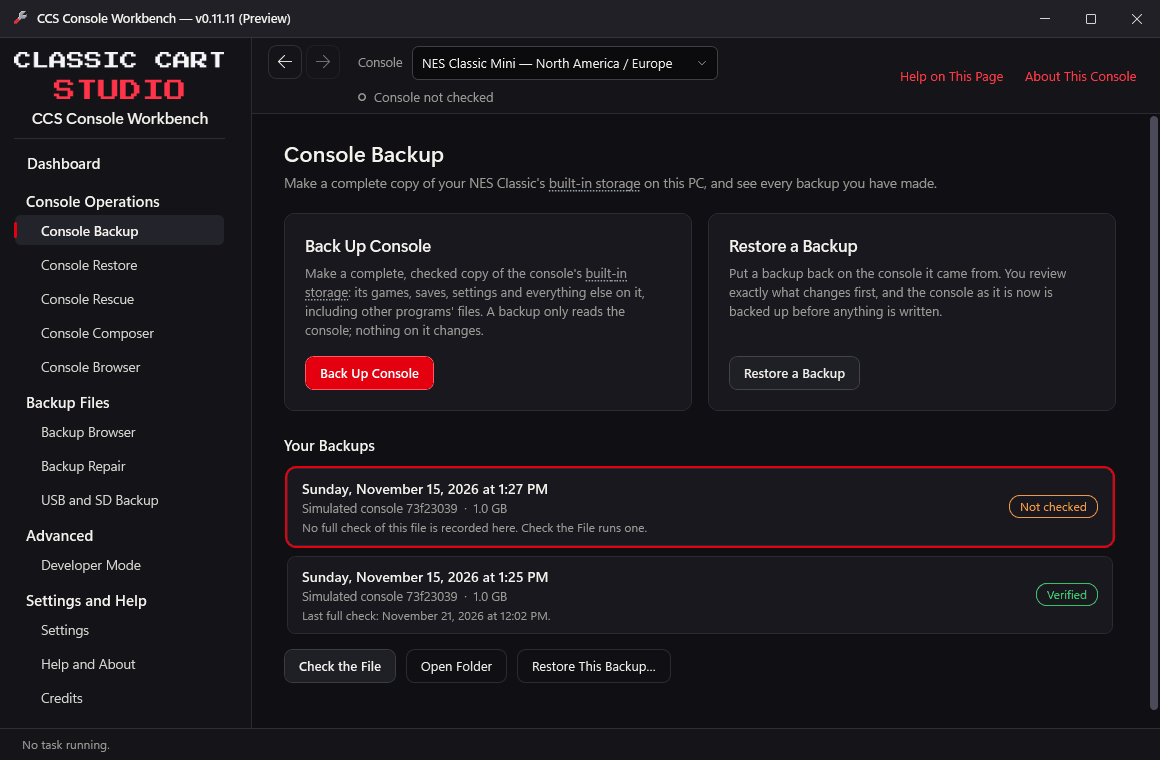 CCS Console Workbench — v0.11.11 (Preview)
CLASSIC CART
STUDIO
CCS Console Workbench
Dashboard
Console Operations
Console Backup
Console Restore
Console Rescue
Console Composer
Console Browser
Backup Files
Backup Browser
Backup Repair
USB and SD Backup
Advanced
Developer Mode
Settings and Help
Settings
Help and About
Credits
Console
NES Classic Mini — North America / Europe
Console not checked
Help on This Page
About This Console
Console Backup
Make a complete copy of your NES Classic's built-in storage on this PC, and see every backup you have made.
Back Up Console
Make a complete, checked copy of the console's built-in
storage: its games, saves, settings and everything else on it,
including other programs' files. A backup only reads the
console; nothing on it changes.
Back Up Console
Restore a Backup
Put a backup back on the console it came from. You review
exactly what changes first, and the console as it is now is
backed up before anything is written.
Restore a Backup
Your Backups
Sunday, November 15, 2026 at 1:27 PM
Simulated console 73f23039 · 1.0 GB
No full check of this file is recorded here. Check the File runs one.
Not checked
Sunday, November 15, 2026 at 1:25 PM
Simulated console 73f23039 · 1.0 GB
Last full check: November 21, 2026 at 12:02 PM.
Verified
Check the File
Open Folder
Restore This Backup...
No task running.